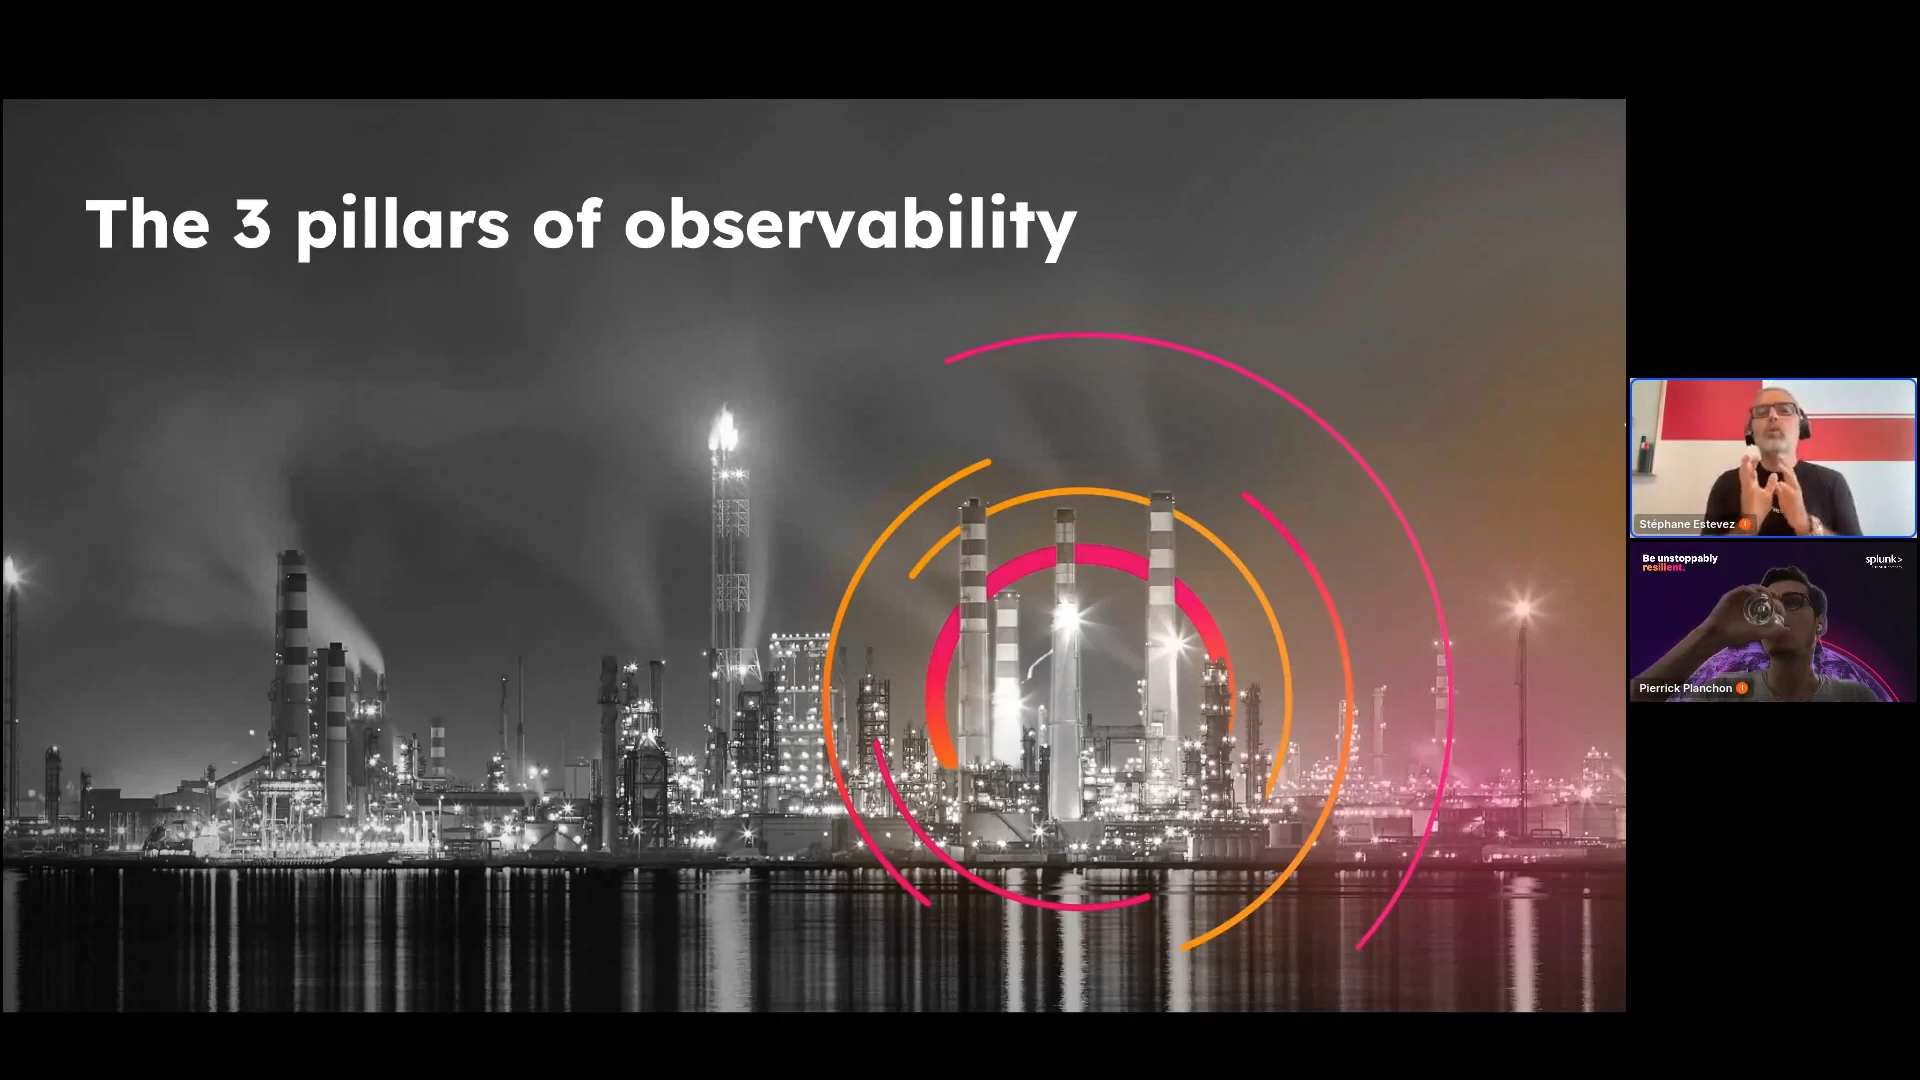 The 3 pillars of observability
Stéphane Estevez
Be unstoppably
resilient.
splunk>
Pierrick Planchon